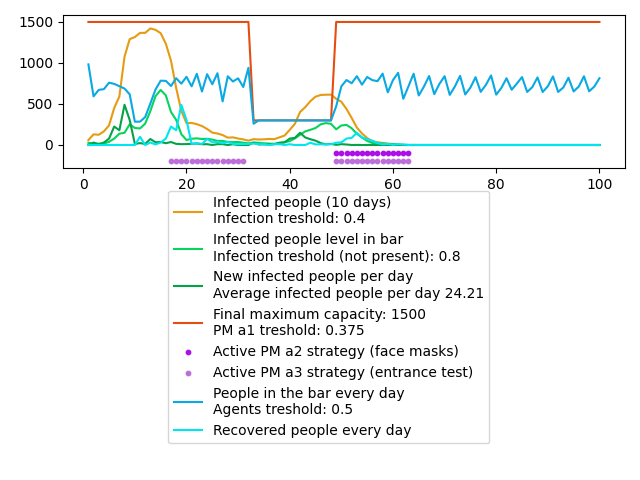 1500
1000
500
0
0 20 40 60 80 100
Infected people (10 days)
Infection treshold: 0.4
Infected people level in bar
Infection treshold (not present): 0.8
New infected people per day
Average infected people per day 24.21
Final maximum capacity: 1500
PM a1 treshold: 0.375
Active PM a2 strategy (face masks)
Active PM a3 strategy (entrance test)
People in the bar every day
Agents treshold: 0.5
Recovered people every day